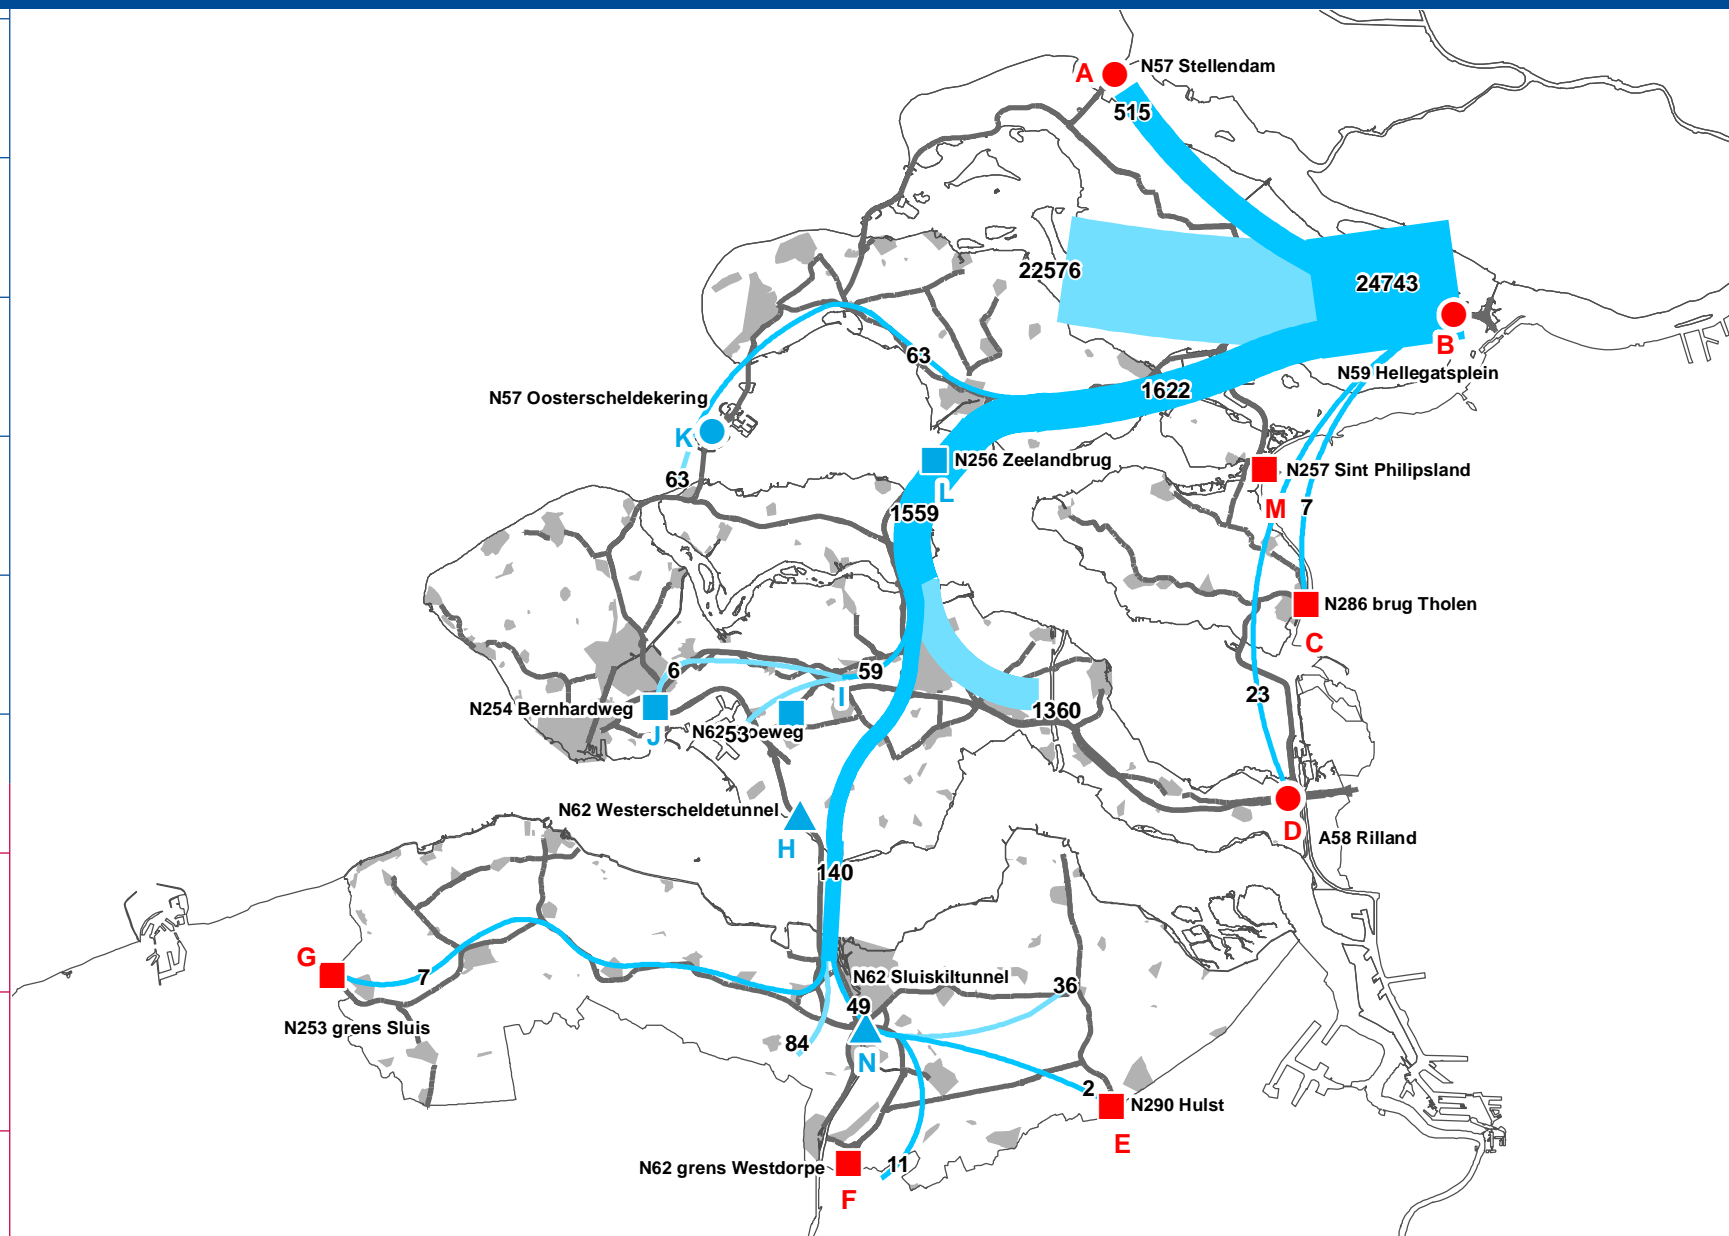 A
N57 Stellendam
515
22576
24743
B
N59 Hellegatsplein
63
1622
N57 Oosterscheldekering
K
63
N256 Zeelandbrug
L
1559
N257 Sint Philipsland
M
7
N286 brug Tholen
C
6
59
I
23
N254 Bernhardweg
J
53
1360
N62 Westerscheldetunnel
H
D
A58 Rilland
140
G
7
N62 Sluiskiltunnel
36
49
N253 grens Sluis
84
N
2
N290 Hulst
E
N62 grens Westdorpe
11
F